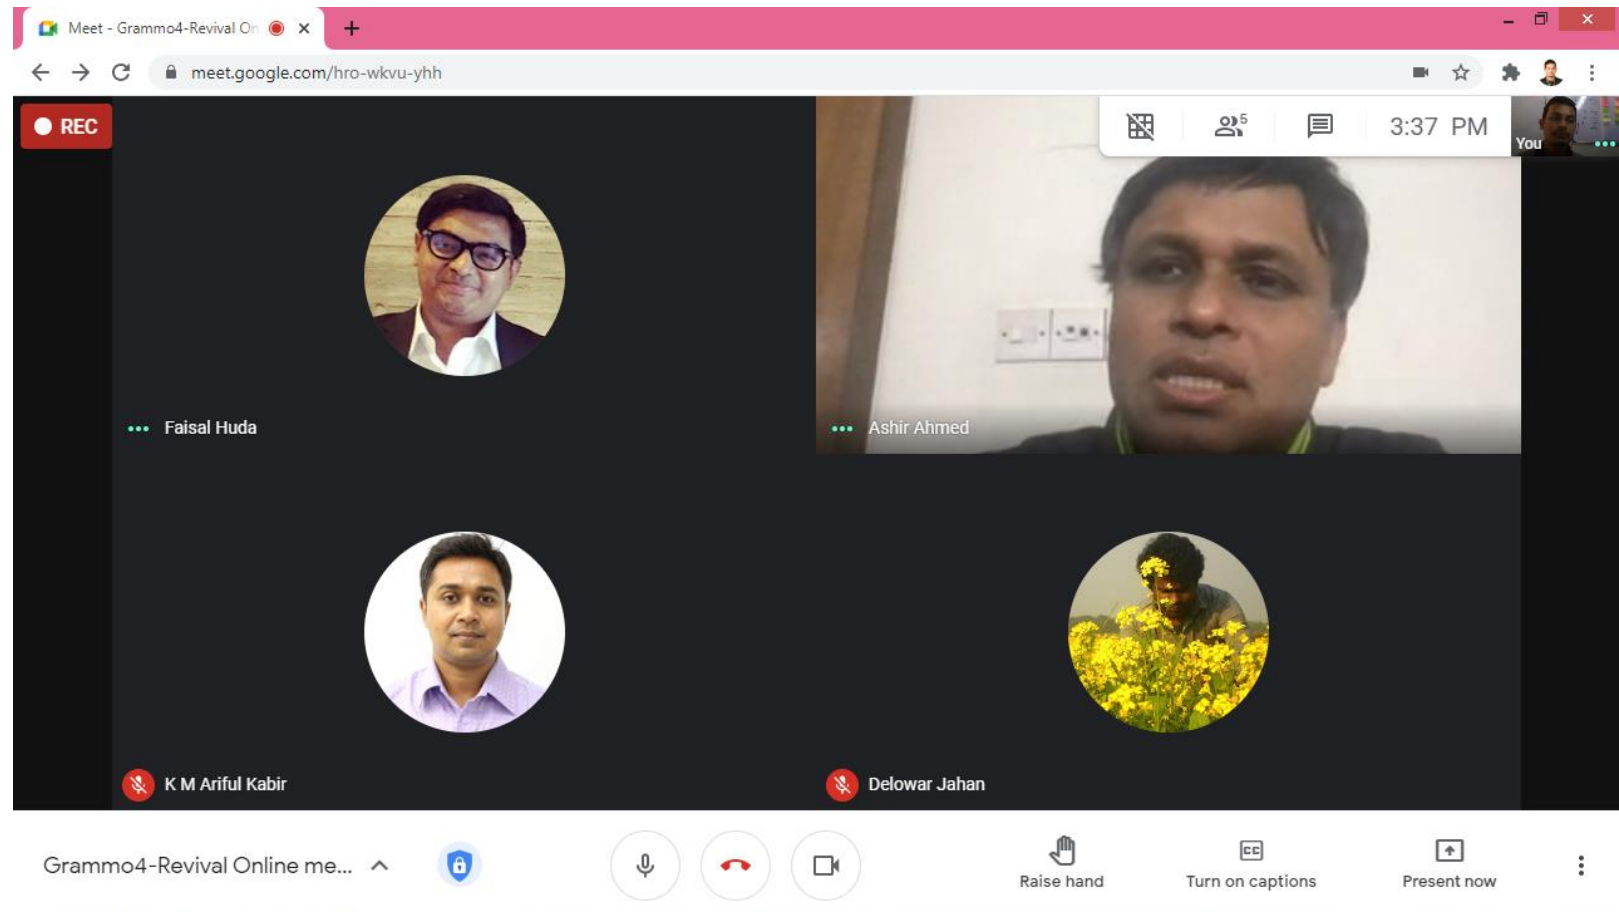 Meet - Grammo4-Revival On
meet.google.com/hro-wkvu-yhh
REC
5
3:37 PM
You
Faisal Huda
Ashir Ahmed
K M Ariful Kabir
Delowar Jahan
Grammo4-Revival Online me...
Raise hand
CC
Turn on captions
Present now